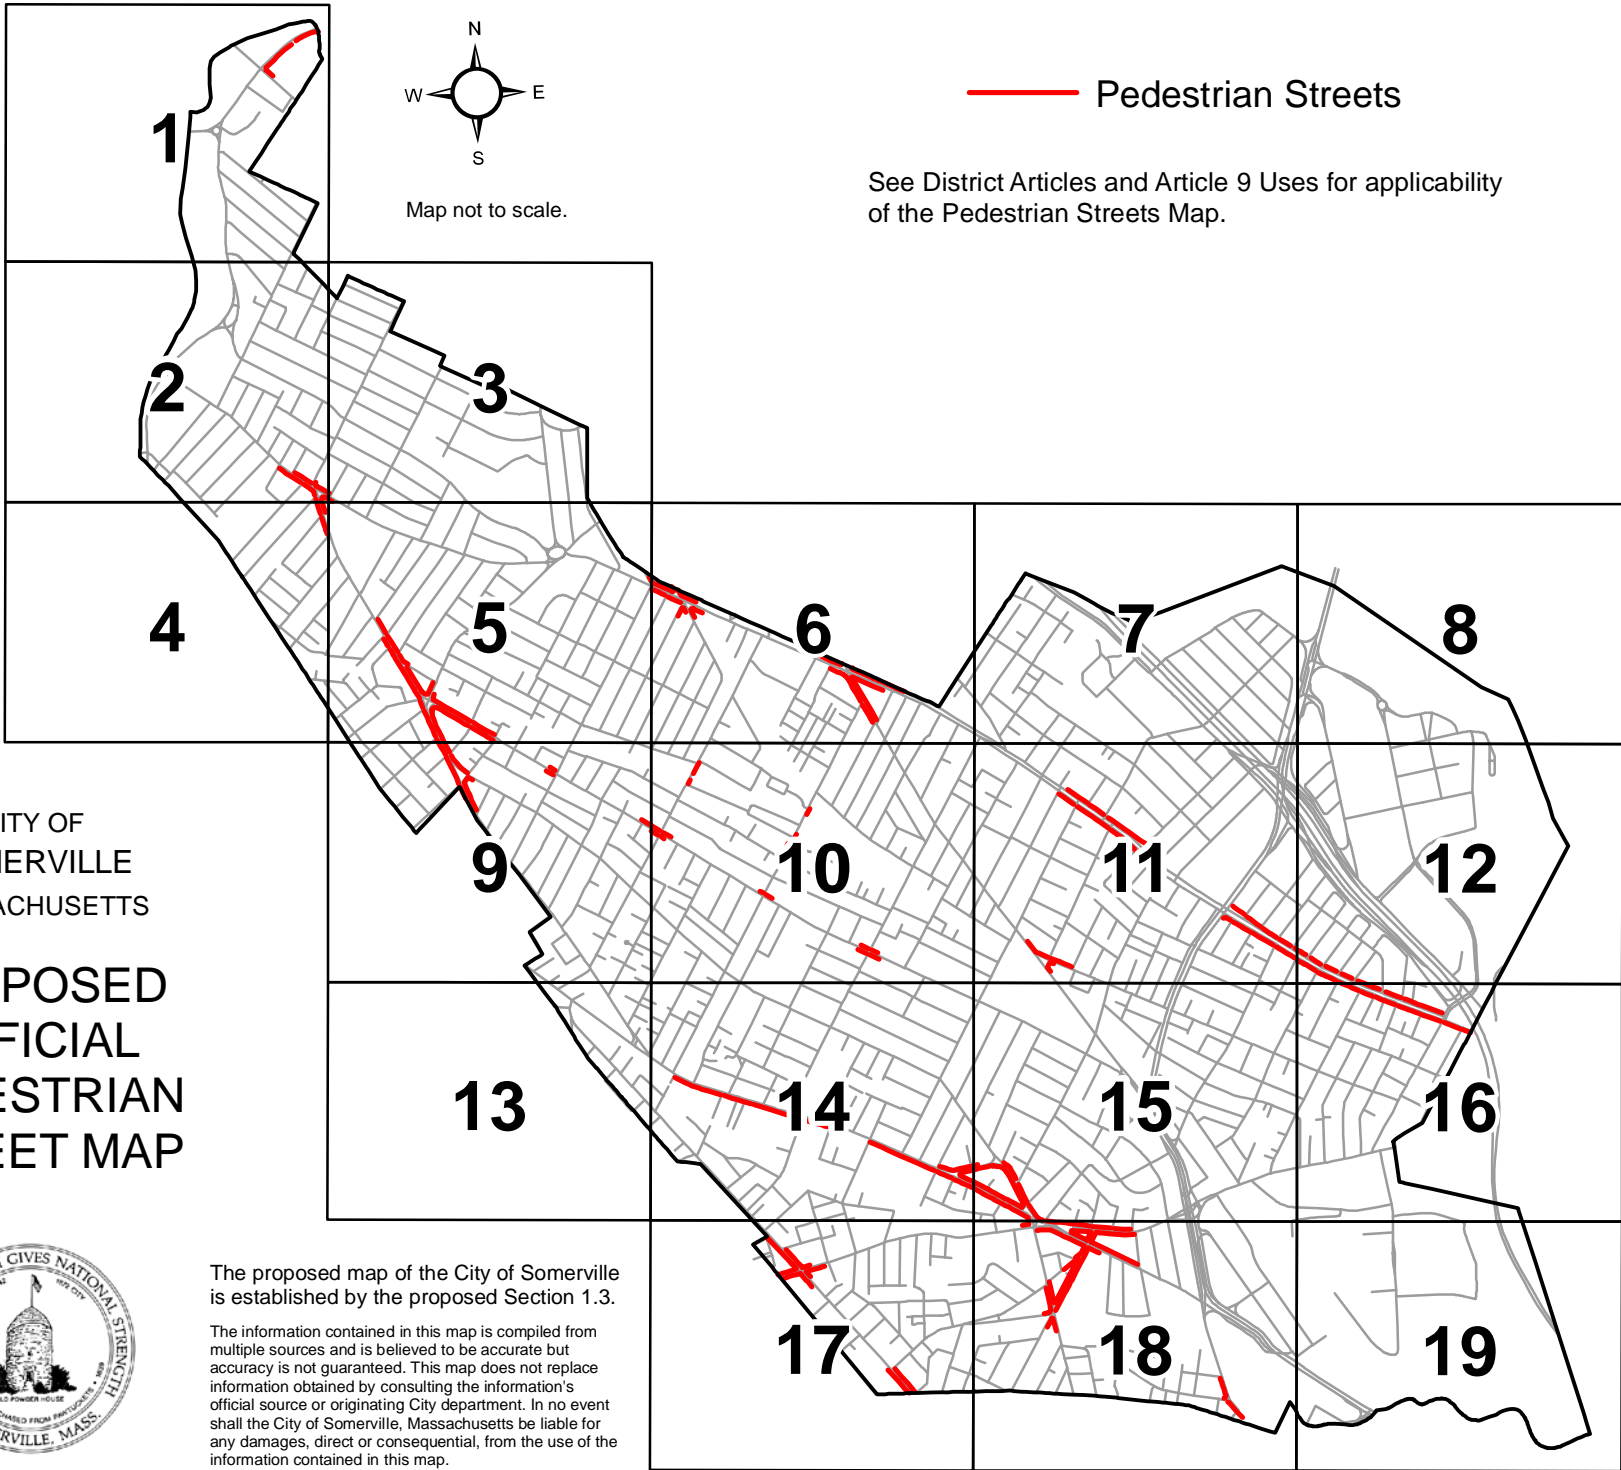 N
W E
S
Map not to scale.
Pedestrian Streets
See District Articles and Article 9 Uses for applicability
of the Pedestrian Streets Map.
1
2
3
4
5
6
7
8
9
10
11
12
13
14
15
16
17
18
19
ITY OF
ERVILLE
ACHUSETTS
POSED
FICIAL
ESTRIAN
EET MAP
GIVES NATIONAL STRENGTH
RVILLE, MASS.
The proposed map of the City of Somerville
is established by the proposed Section 1.3.
The information contained in this map is compiled from
multiple sources and is believed to be accurate but
accuracy is not guaranteed. This map does not replace
information obtained by consulting the information's
official source or originating City department. In no event
shall the City of Somerville, Massachusetts be liable for
any damages, direct or consequential, from the use of the
information contained in this map.